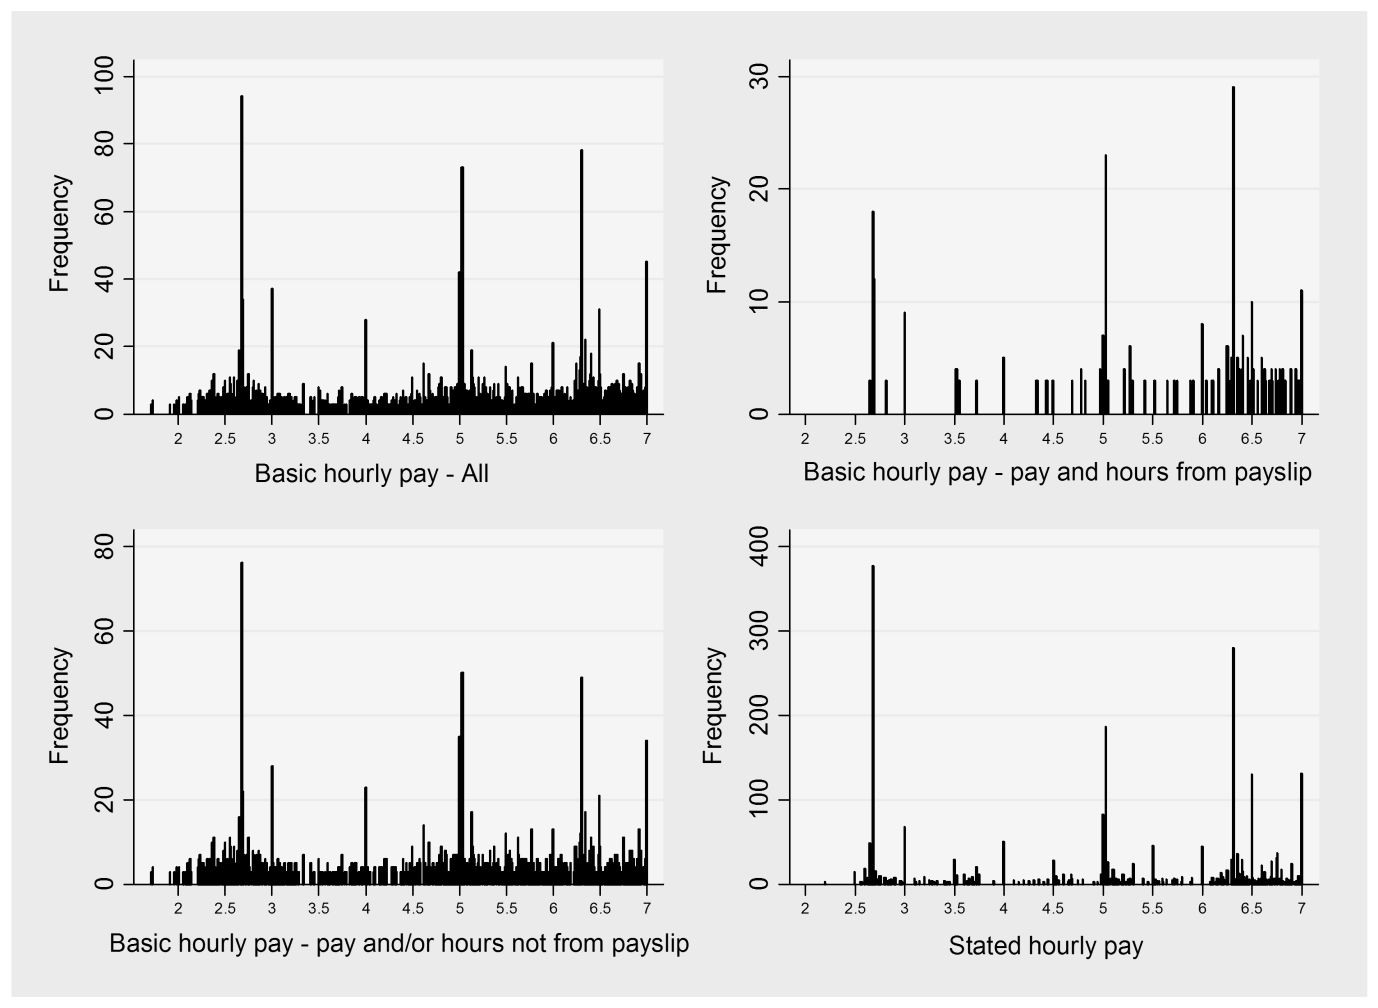 Frequency
100
80
60
40
20
0
2 2.5 3 3.5 4 4.5 5 5.5 6 6.5 7
Basic hourly pay - All
Frequency
30
20
10
0
2 2.5 3 3.5 4 4.5 5 5.5 6 6.5 7
Basic hourly pay - pay and hours from payslip
Frequency
80
60
40
20
0
2 2.5 3 3.5 4 4.5 5 5.5 6 6.5 7
Basic hourly pay - pay and/or hours not from payslip
Frequency
400
300
200
100
0
2 2.5 3 3.5 4 4.5 5 5.5 6 6.5 7
Stated hourly pay